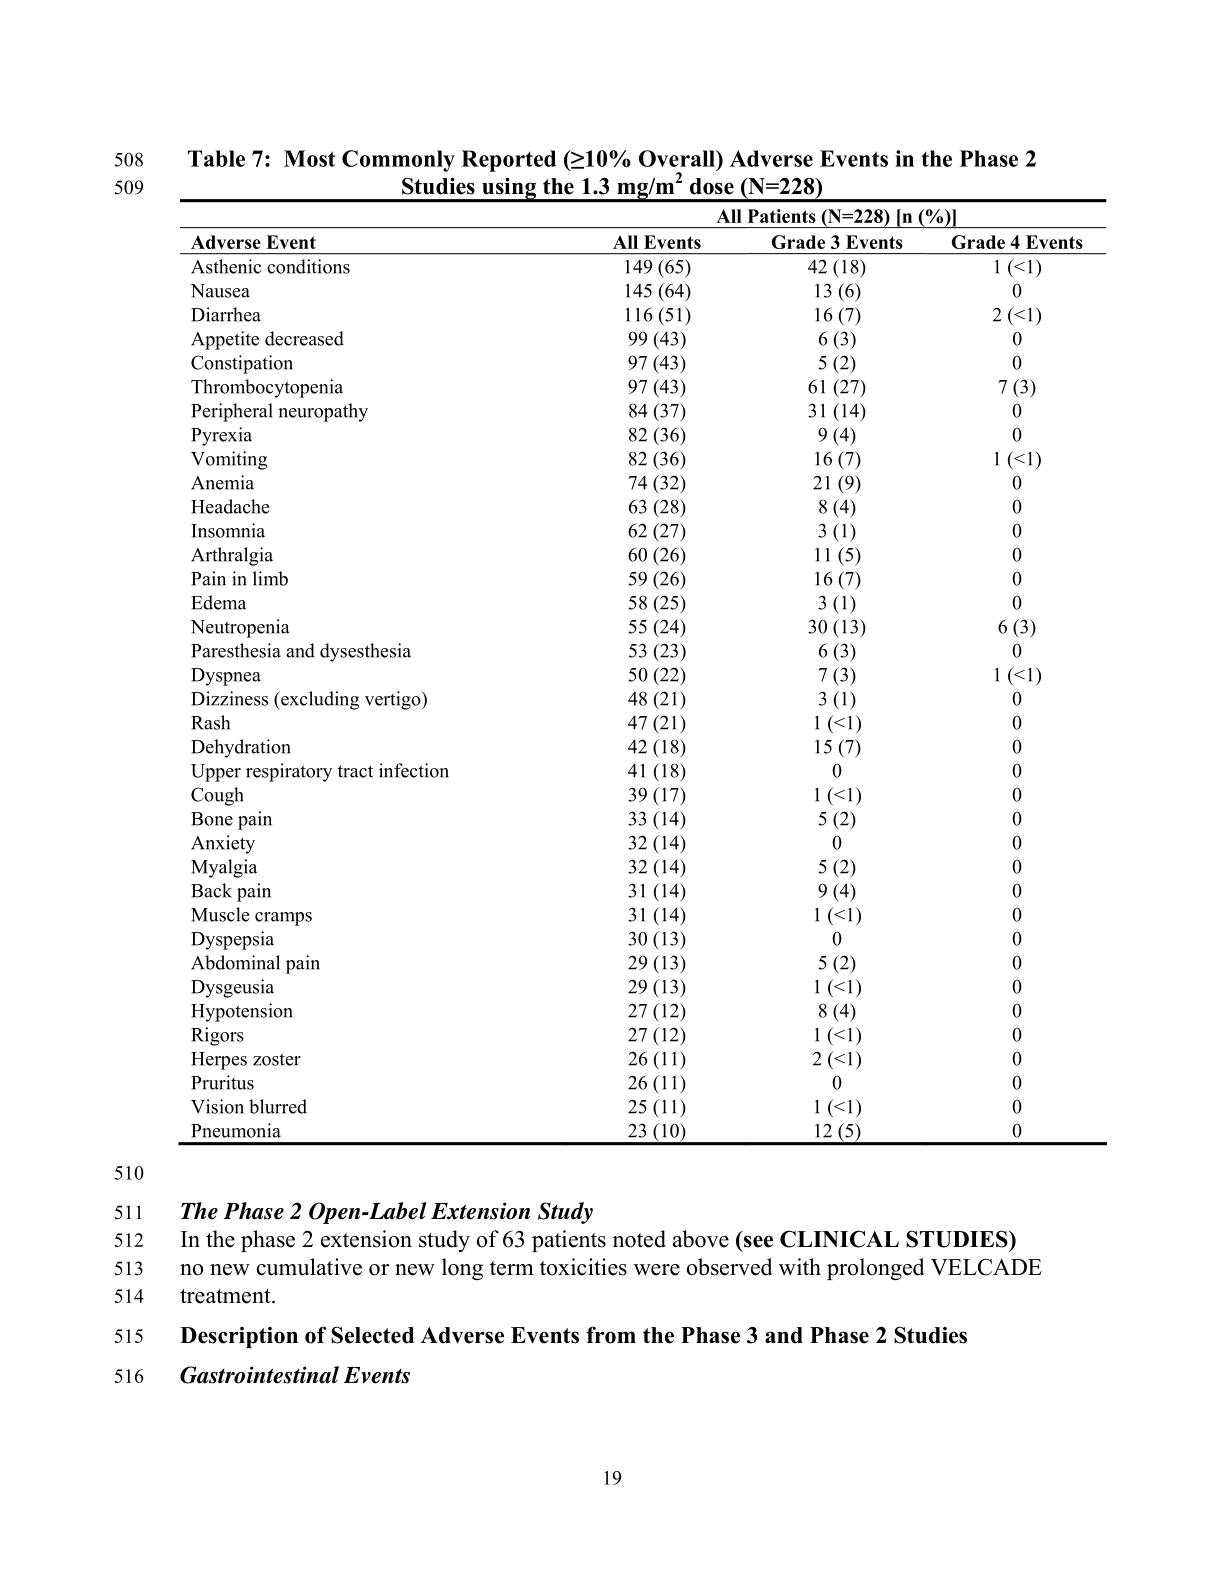 508 Table 7: Most Commonly Reported (≥10% Overall) Adverse Events in the Phase 2
509 Studies using the 1.3 mg/m² dose (N=228)
All Patients (N=228) [n (%)]
Adverse Event All Events Grade 3 Events Grade 4 Events
Asthenic conditions 149 (65) 42 (18) 1 (<1)
Nausea 145 (64) 13 (6) 0
Diarrhea 116 (51) 16 (7) 2 (<1)
Appetite decreased 99 (43) 6 (3) 0
Constipation 97 (43) 5 (2) 0
Thrombocytopenia 97 (43) 61 (27) 7 (3)
Peripheral neuropathy 84 (37) 31 (14) 0
Pyrexia 82 (36) 9 (4) 0
Vomiting 82 (36) 16 (7) 1 (<1)
Anemia 74 (32) 21 (9) 0
Headache 63 (28) 8 (4) 0
Insomnia 62 (27) 3 (1) 0
Arthralgia 60 (26) 11 (5) 0
Pain in limb 59 (26) 16 (7) 0
Edema 58 (25) 3 (1) 0
Neutropenia 55 (24) 30 (13) 6 (3)
Paresthesia and dysesthesia 53 (23) 6 (3) 0
Dyspnea 50 (22) 7 (3) 1 (<1)
Dizziness (excluding vertigo) 48 (21) 3 (1) 0
Rash 47 (21) 1 (<1) 0
Dehydration 42 (18) 15 (7) 0
Upper respiratory tract infection 41 (18) 0 0
Cough 39 (17) 1 (<1) 0
Bone pain 33 (14) 5 (2) 0
Anxiety 32 (14) 0 0
Myalgia 32 (14) 5 (2) 0
Back pain 31 (14) 9 (4) 0
Muscle cramps 31 (14) 1 (<1) 0
Dyspepsia 30 (13) 0 0
Abdominal pain 29 (13) 5 (2) 0
Dysgeusia 29 (13) 1 (<1) 0
Hypotension 27 (12) 8 (4) 0
Rigors 27 (12) 1 (<1) 0
Herpes zoster 26 (11) 2 (<1) 0
Pruritus 26 (11) 0 0
Vision blurred 25 (11) 1 (<1) 0
Pneumonia 23 (10) 12 (5) 0
510
511 The Phase 2 Open-Label Extension Study
512 In the phase 2 extension study of 63 patients noted above (see CLINICAL STUDIES)
513 no new cumulative or new long term toxicities were observed with prolonged VELCADE
514 treatment.
515 Description of Selected Adverse Events from the Phase 3 and Phase 2 Studies
516 Gastrointestinal Events
19